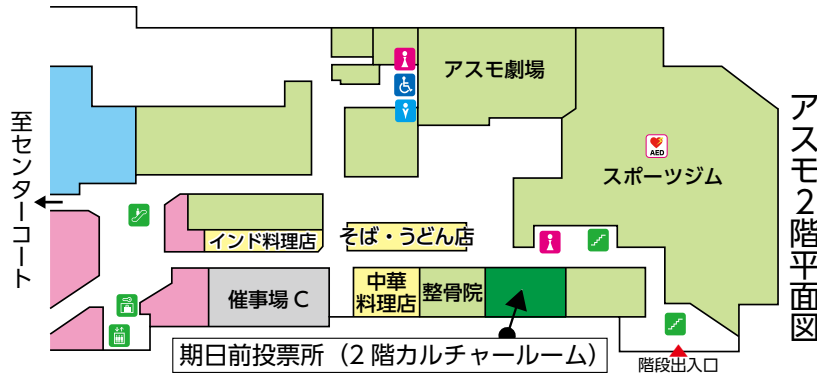 アスモ劇場
アスモ2階平面図
至センターコート
AED
スポーツジム
インド料理店
そば・うどん店
催事場 C
中華
料理店
整骨院
期日前投票所（2階カルチャールーム）
階段出入口